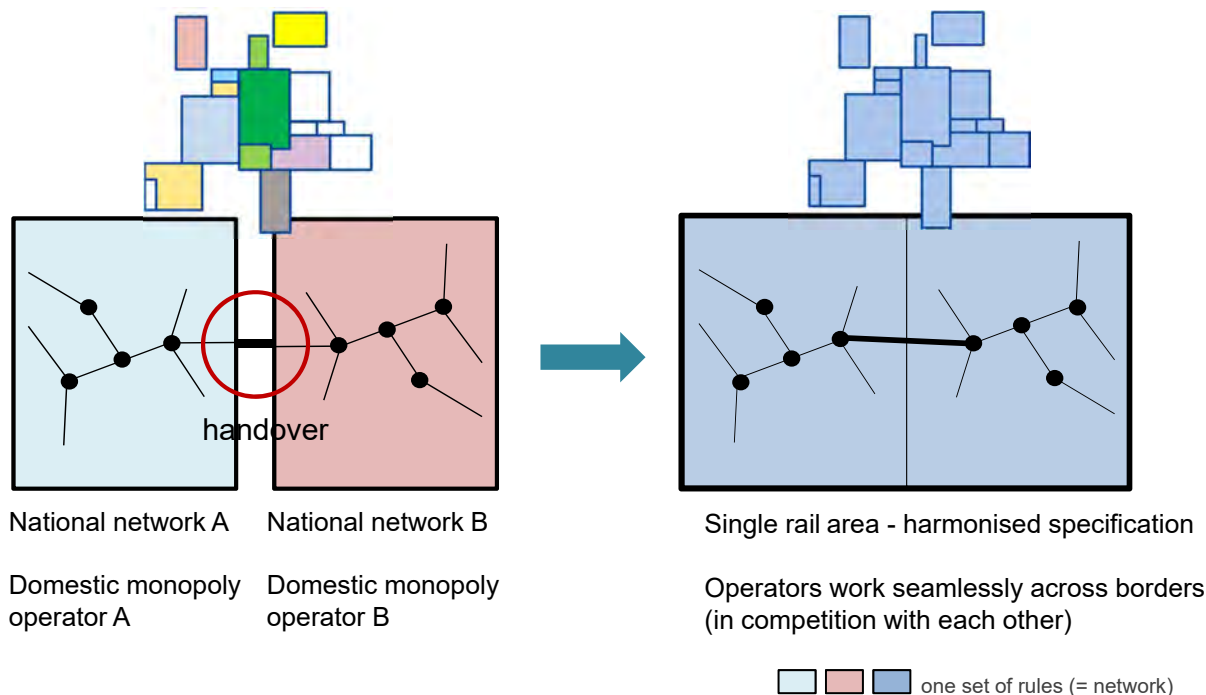 handover
National network A
National network B
Domestic monopoly
operator A
Domestic monopoly
operator B
Single rail area - harmonised specification
Operators work seamlessly across borders
(in competition with each other)
one set of rules (= network)